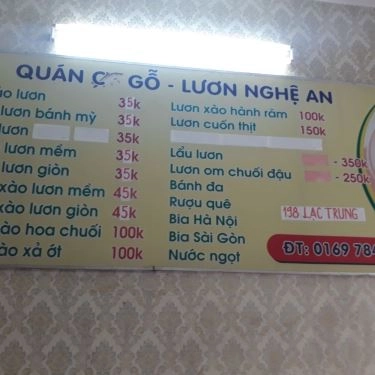 QUÁN GỖ - LƯƠN NGHỆ AN
lươn 35k
lươn bánh mỳ 35k
lươn 35k
lươn mềm 35k
lươn giòn 35k
xào lươn mềm 45k
xào lươn giòn 45k
hoa chuối 100k
xả ớt 100k
Lươn xào hành răm 100k
Lươn cuốn thịt 150k
Lẩu lươn - 350k
Lươn om chuối đậu - 250k
Bánh đa
Rượu quê
Bia Hà Nội
Bia Sài Gòn
Nước ngọt
198 LẠC TRUNG
ĐT: 0169 784